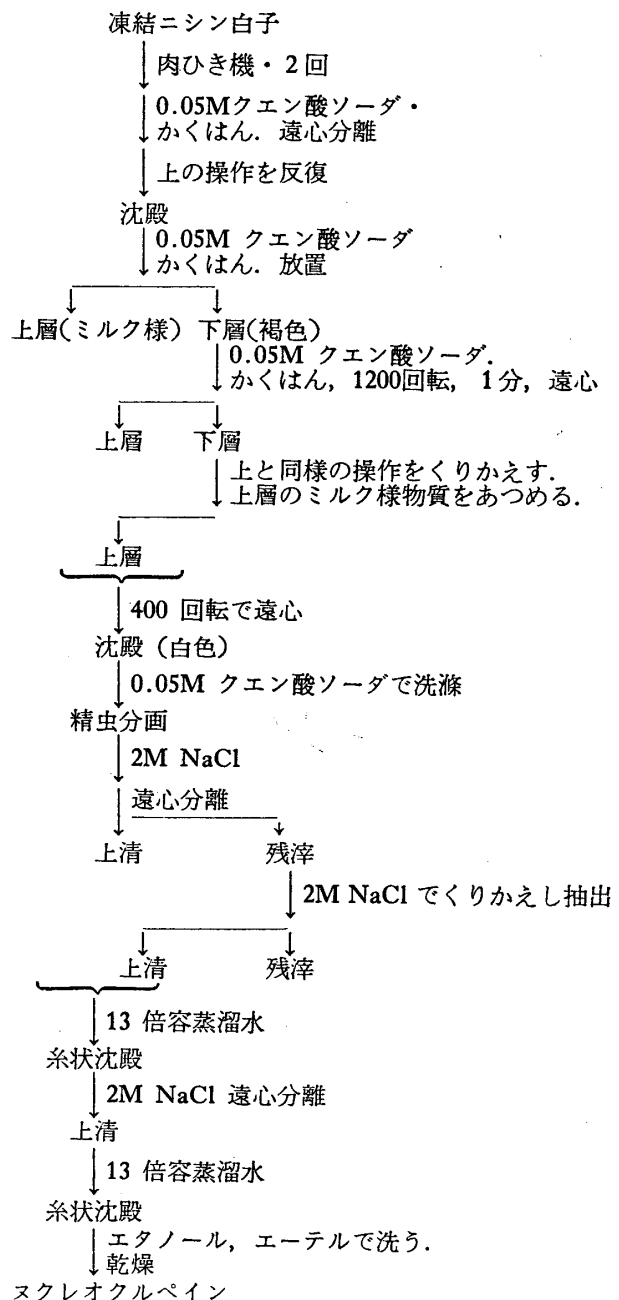 凍結ニシン白子
肉ひき機・2回
0.05Mクエン酸ソーダ・
かくはん.遠心分離
上の操作を反復
沈殿
0.05M クエン酸ソーダ
かくはん.放置
上層(ミルク様) 下層(褐色)
0.05M クエン酸ソーダ.
かくはん,1200回転,1分,遠心
上層 下層
上と同様の操作をくりかえす.
上層のミルク様物質をあつめる.
上層
400 回転で遠心
沈殿(白色)
0.05M クエン酸ソーダで洗滌
精虫分画
2M NaCl
遠心分離
上清 残滓
2M NaCl でくりかえし抽出
上清 残滓
13 倍容蒸溜水
糸状沈殿
2M NaCl 遠心分離
上清
13 倍容蒸溜水
糸状沈殿
エタノール,エーテルで洗う.
乾燥
ヌクレオクルペイン